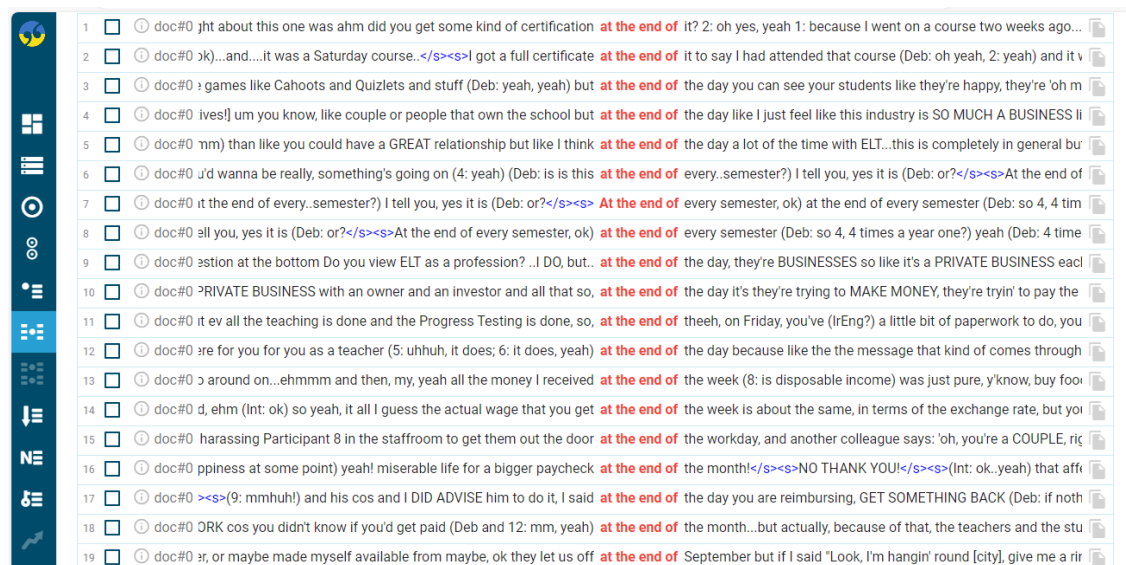 1 doc#0 ght about this one was ahm did you get some kind of certification at the end of it? 2: oh yes, yeah 1: because I went on a course two weeks ago...
2 doc#0 ok)...and....it was a Saturday course..</s><s>I got a full certificate at the end of it to say I had attended that course (Deb: oh yeah, 2: yeah) and it
3 doc#0 games like Cahoots and Quizlets and stuff (Deb: yeah, yeah) but at the end of the day you can see your students like they're happy, they're 'oh m
4 doc#0 ives!] um you know, like couple or people that own the school but at the end of the day like I just feel like this industry is SO MUCH A BUSINESS li
5 doc#0 mm) than like you could have a GREAT relationship but like I think at the end of the day a lot of the time with ELT...this is completely in general but
6 doc#0 u'd wanna be really, something's going on (4: yeah) (Deb: is is this at the end of every..semester?) I tell you, yes it is (Deb: or?</s><s>At the end of
7 doc#0 it the end of every..semester?) I tell you, yes it is (Deb: or?</s><s> At the end of every semester, ok) at the end of every semester (Deb: so 4, 4 tim
8 doc#0 ell you, yes it is (Deb: or?</s><s>At the end of every semester, ok) at the end of every semester (Deb: so 4, 4 times a year one?) yeah (Deb: 4 time
9 doc#0 estion at the bottom Do you view ELT as a profession? ..I DO, but.. at the end of the day, they're BUSINESSES so like it's a PRIVATE BUSINESS eacl
10 doc#0 PRIVATE BUSINESS with an owner and an investor and all that so, at the end of the day it's they're trying to MAKE MONEY, they're tryin' to pay the
11 doc#0 it ev all the teaching is done and the Progress Testing is done, so, at the end of theeh, on Friday, you've (IrEng?) a little bit of paperwork to do, you
12 doc#0 ere for you for you as a teacher (5: uhhuh, it does; 6: it does, yeah) at the end of the day because like the the message that kind of comes through
13 doc#0 o around on...ehmmm and then, my, yeah all the money I received at the end of the week (8: is disposable income) was just pure, y'know, buy foo
14 doc#0 d, ehm (Int: ok) so yeah, it all I guess the actual wage that you get at the end of the week is about the same, in terms of the exchange rate, but you
15 doc#0 harassing Participant 8 in the staffroom to get them out the door at the end of the workday, and another colleague says: 'oh, you're a COUPLE, rig
16 doc#0 ppiness at some point) yeah! miserable life for a bigger paycheck at the end of the month!</s><s>NO THANK YOU!</s><s>(Int: ok..yeah) that affe
17 doc#0 ><s>(9: mmhuh!) and his cos and I DID ADVISE him to do it, I said at the end of the day you are reimbursing, GET SOMETHING BACK (Deb: if noth
18 doc#0 ORK cos you didn't know if you'd get paid (Deb and 12: mm, yeah) at the end of the month...but actually, because of that, the teachers and the stu
19 doc#0 er, or maybe made myself available from maybe, ok they let us off at the end of September but if I said "Look, I'm hangin' round [city], give me a rir